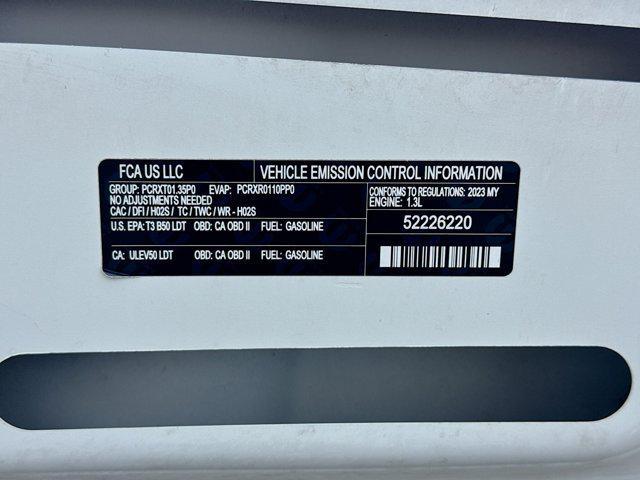 FCA US LLC
VEHICLE EMISSION CONTROL INFORMATION
GROUP: PCRXT01.35P0 EVAP: PCRXR0110PP0
NO ADJUSTMENTS NEEDED
CAC / DFI / H02S / TC / TWC / WR - H02S
CONFORMS TO REGULATIONS: 2023 MY
ENGINE: 1.3L
U.S. EPA: T3 B50 LDT OBD: CA OBD II FUEL: GASOLINE
52226220
CA: ULEV50 LDT OBD: CA OBD II FUEL: GASOLINE